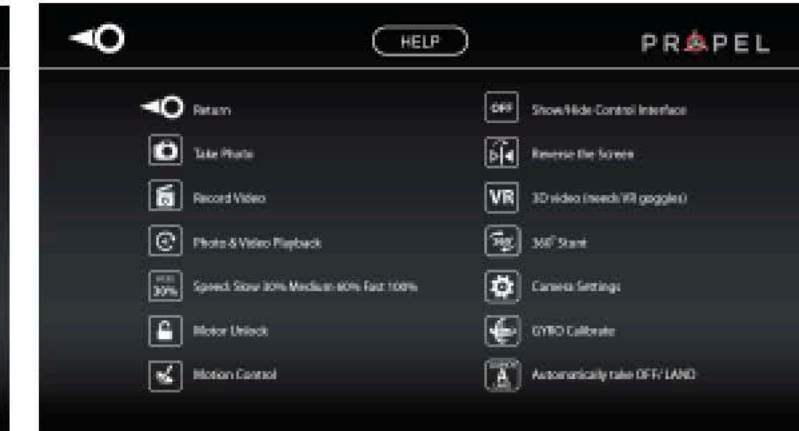 HELP
PROPEL
Return
Take Photo
Record Video
Photo & Video Playback
30%
Speed: Slow 30% Medium 60% Fast 100%
Motor Unlock
Motion Control
OFF
Show/Hide Control Interface
Reverse the Screen
VR
3D video (needs VR goggles)
360° Stunt
Camera Settings
GYRO Calibrate
A
Automatically take OFF/ LAND